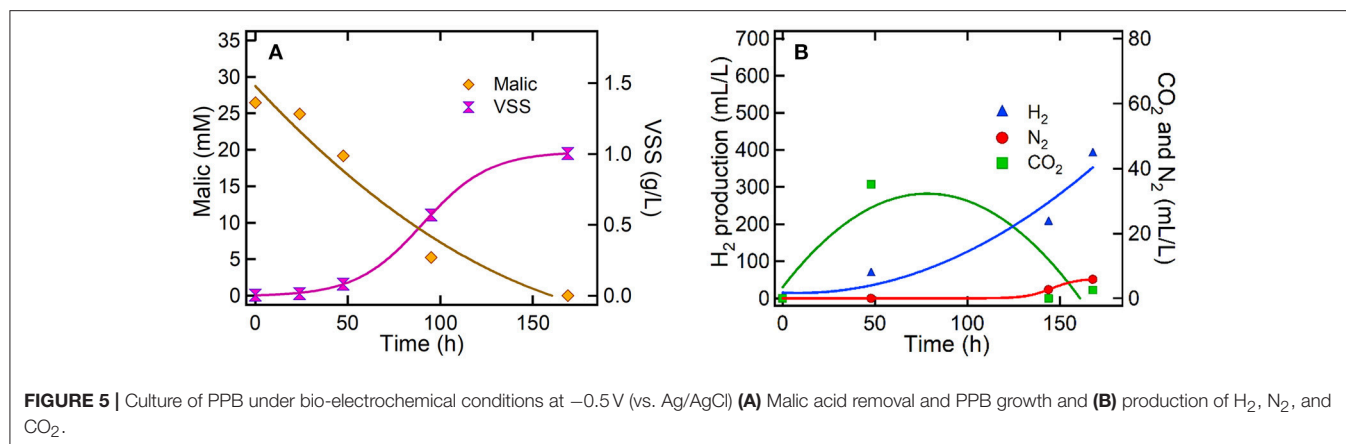 A
35
30
25
20
15
10
5
0
Malic (mM)
Malic
VSS
1.5
1.0
0.5
0.0
VSS (g/L)
0
50
100
150
Time (h)
B
700
600
500
400
300
200
100
0
H₂ production (mL/L)
H₂
N₂
CO₂
80
60
40
20
0
CO₂ and N₂ (mL/L)
0
50
100
150
Time (h)
FIGURE 5 | Culture of PPB under bio-electrochemical conditions at −0.5 V (vs. Ag/AgCl) (A) Malic acid removal and PPB growth and (B) production of H₂, N₂, and
CO₂.